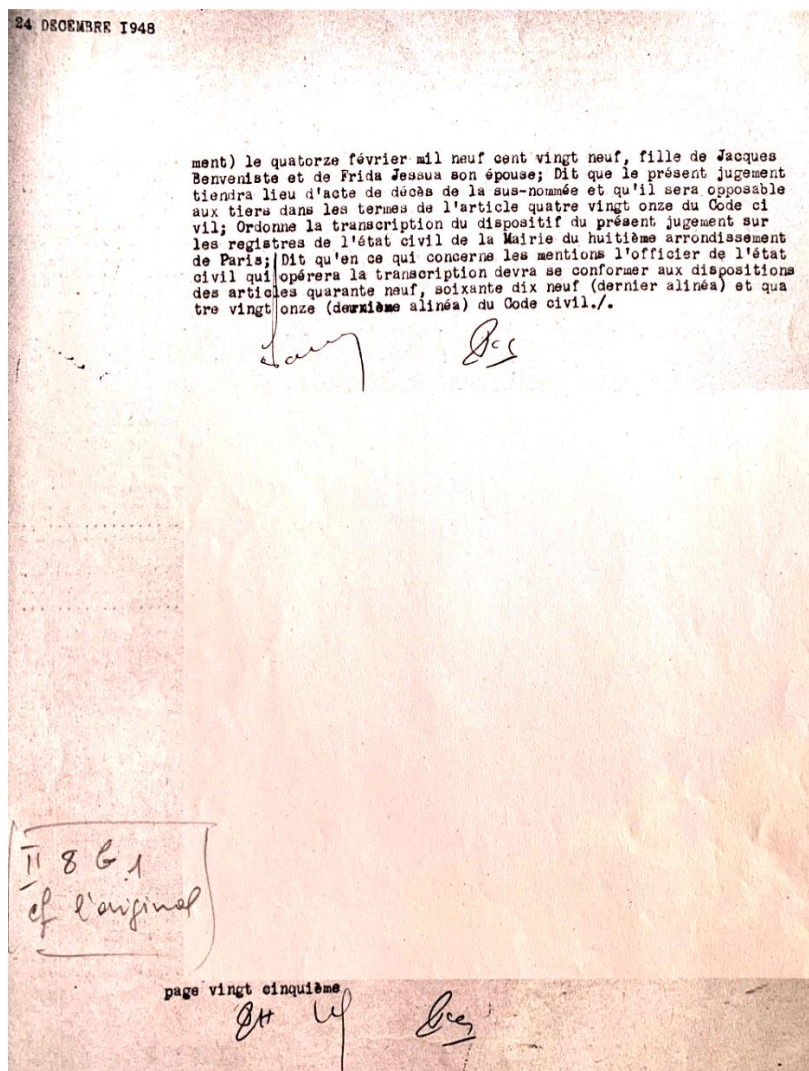 24 DECEMBRE I948
ment) le quatorze février mil neuf cent vingt neuf, fille de Jacques
Benveniste et de Frida Jessua son épouse; Dit que le présent jugement
tiendra lieu d'acte de décès de la sus-nommée et qu'il sera opposable
aux tiers dans les termes de l'article quatre vingt onze du Code ci
vil; Ordonne la transcription du dispositif du présent jugement sur
les registres de l'état civil de la Mairie du huitième arrondissement
de Paris; Dit qu'en ce qui concerne les mentions l'officier de l'état
civil qui opérera la transcription devra se conformer aux dispositions
des articles quarante neuf, soixante dix neuf (dernier alinéa) et qua
tre vingt onze (deuxième alinéa) du Code civil./.
II 8 G 1
cf l'original
page vingt cinquième